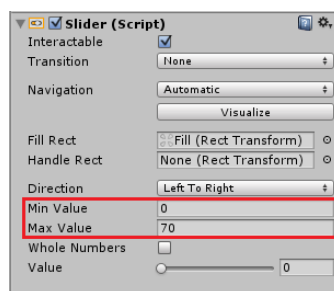 Slider (Script)
Interactable
Transition None
Navigation Automatic
Visualize
Fill Rect Fill (Rect Transform)
Handle Rect None (Rect Transform)
Direction Left To Right
Min Value 0
Max Value 70
Whole Numbers
Value 0